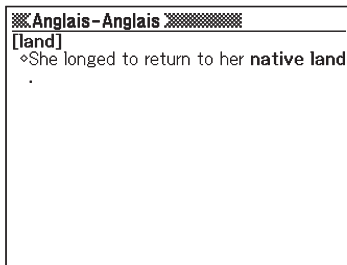 Anglais-Anglais
[land]
◇She longed to return to her native land
.